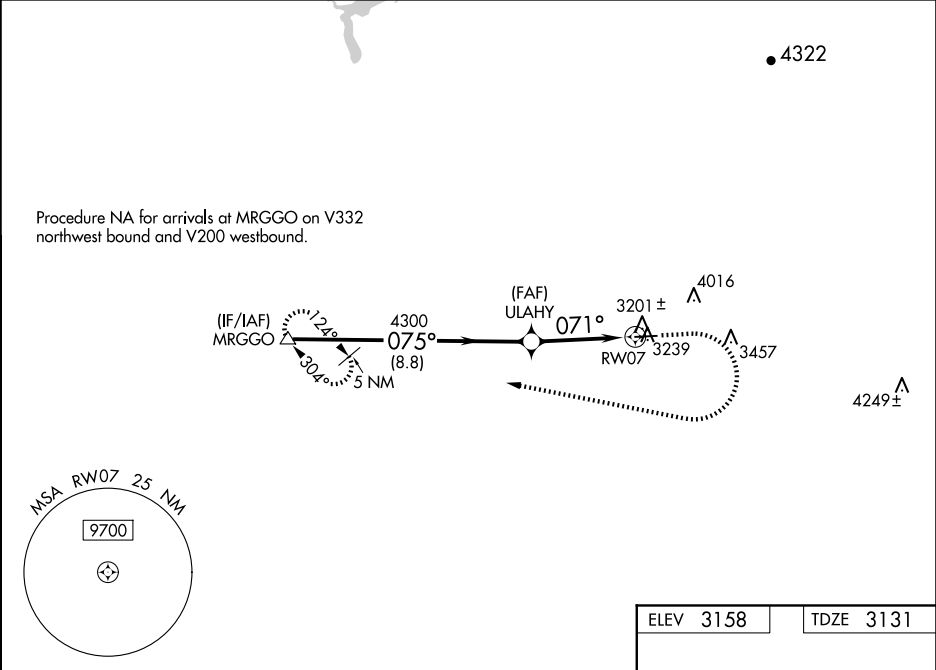 4322
Procedure NA for arrivals at MRGGO on V332
northwest bound and V200 westbound.
4016
(FAF)
ULAHY
3201 ±
(IF/IAF)
MRGGO
124°
4300
075°
(8.8)
071°
RW07
3239
3457
304°
5 NM
4249±
MSA RW07 25 NM
9700
ELEV 3158
TDZE 3131